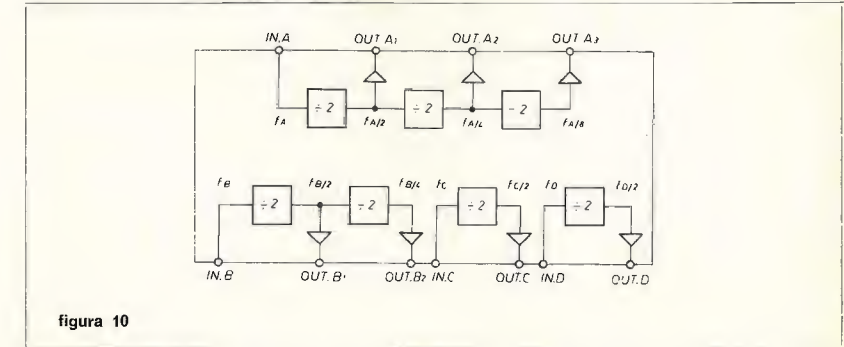 IN.A OUT A1 OUT A2 OUT A3
÷ 2 ÷ 2 - 2
fA fA/2 fA/4 fA/8
fB fB/2 fB/4 fC fC/2 fD fD/2
÷ 2 ÷ 2 ÷ 2 ÷ 2
IN.B OUT.B1 OUT.B2 IN.C OUT.C IN.D OUT.D
figura 10